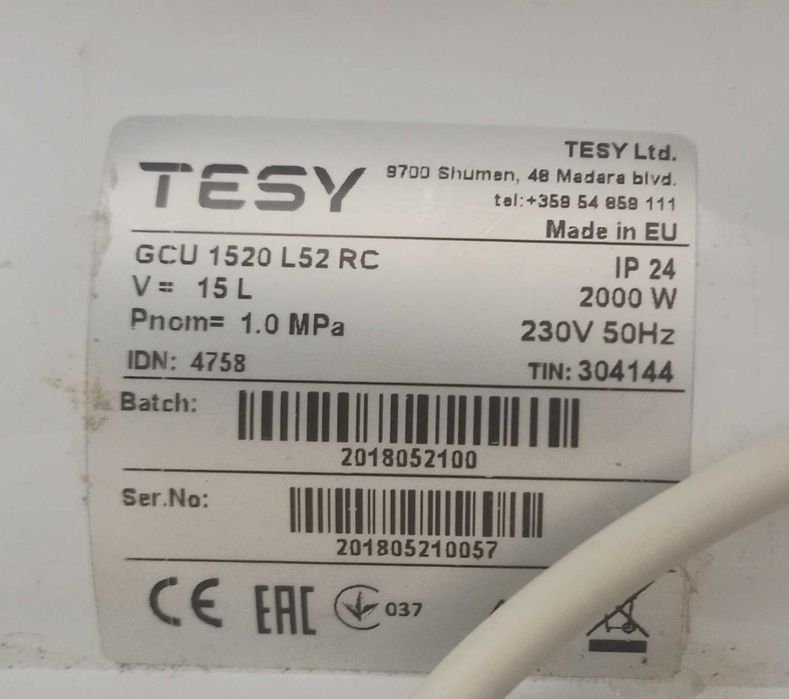 TESY
TESY Ltd.
9700 Shumen, 48 Madara blvd.
tel:+359 54 859 111
Made in EU
GCU 1520 L52 RC
IP 24
V= 15 L
2000 W
Pnom= 1.0 MPa
230V 50Hz
IDN: 4758
TIN: 304144
Batch:
2018052100
Ser.No:
201805210057
CE EAC 037